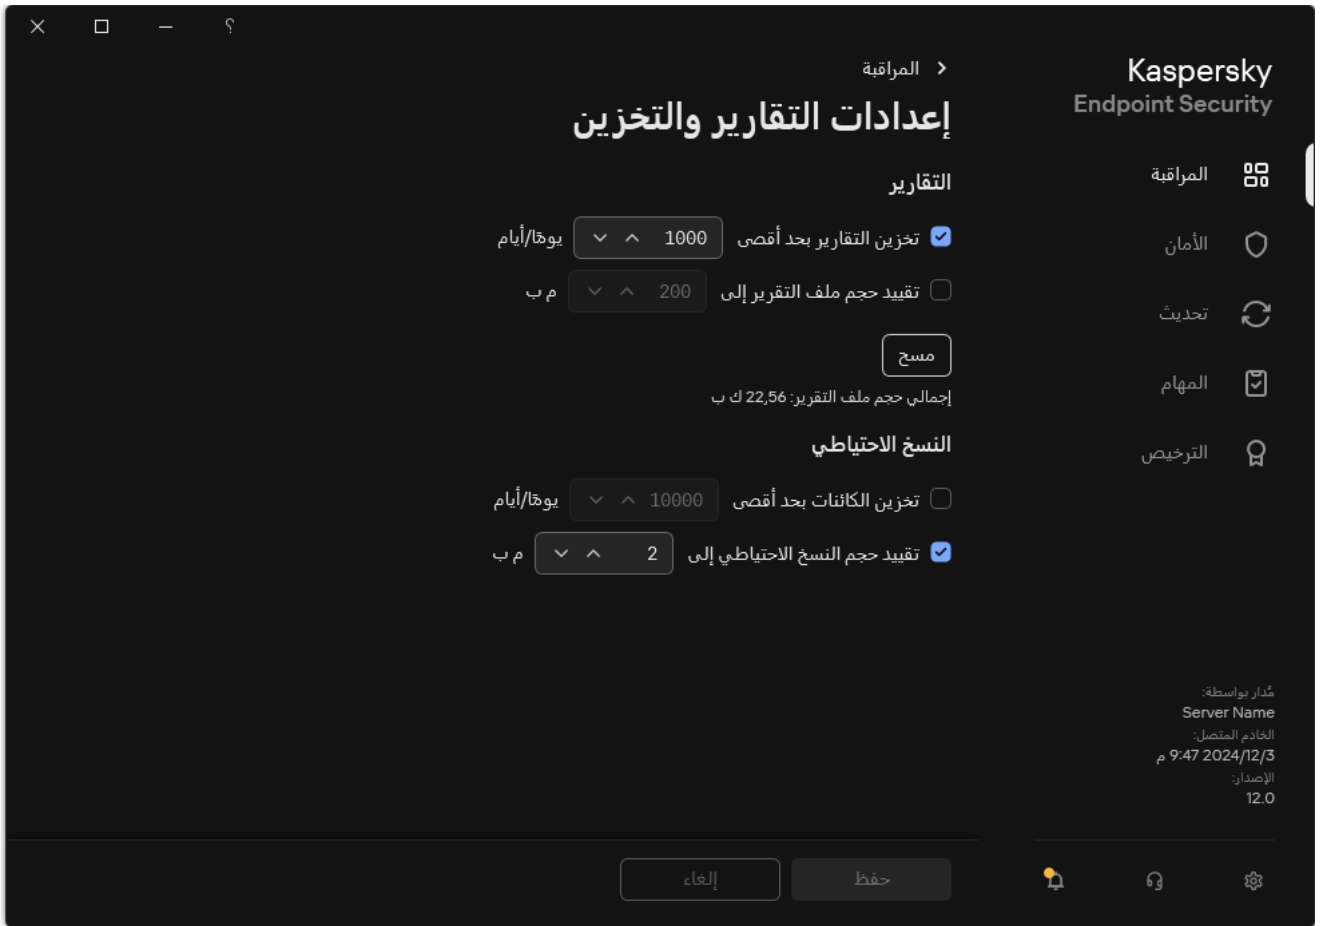 ؟
Kaspersky
Endpoint Security
المراقبة
الأمان
تحديث
المهام
الترخيص
مُدار بواسطة:
Server Name
الخادم المتصل:
2024/12/3 9:47 م
الإصدار:
12.0
المراقبة
إعدادات التقارير والتخزين
التقارير
تخزين التقارير بحد أقصى 1000 يومًا/أيام
تقييد حجم ملف التقرير إلى 200 م ب
مسح
إجمالي حجم ملف التقرير: 22,56 ك ب
النسخ الاحتياطي
تخزين الكائنات بحد أقصى 10000 يومًا/أيام
تقييد حجم النسخ الاحتياطي إلى 2 م ب
حفظ
إلغاء